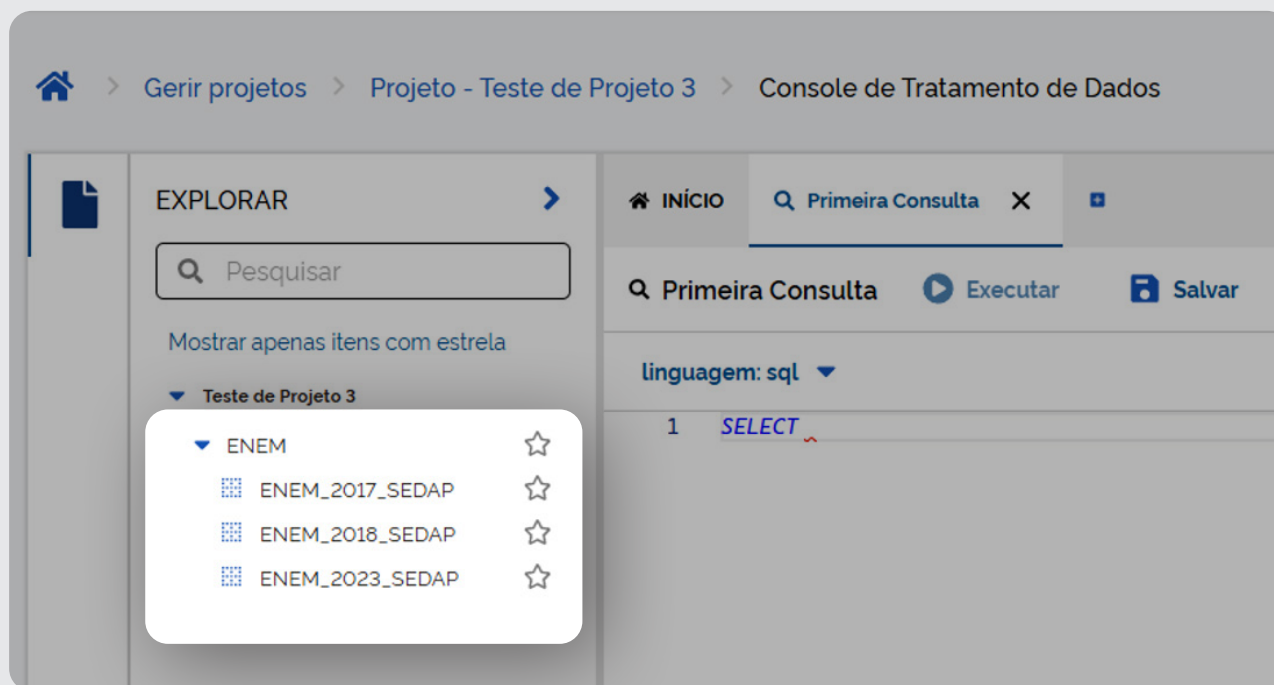 Gerir projetos > Projeto - Teste de Projeto 3 > Console de Tratamento de Dados
EXPLORAR
Pesquisar
Mostrar apenas itens com estrela
Teste de Projeto 3
ENEM
ENEM_2017_SEDAP
ENEM_2018_SEDAP
ENEM_2023_SEDAP
INÍCIO Primeira Consulta
Primeira Consulta Executar Salvar
linguagem: sql
1 SELECT